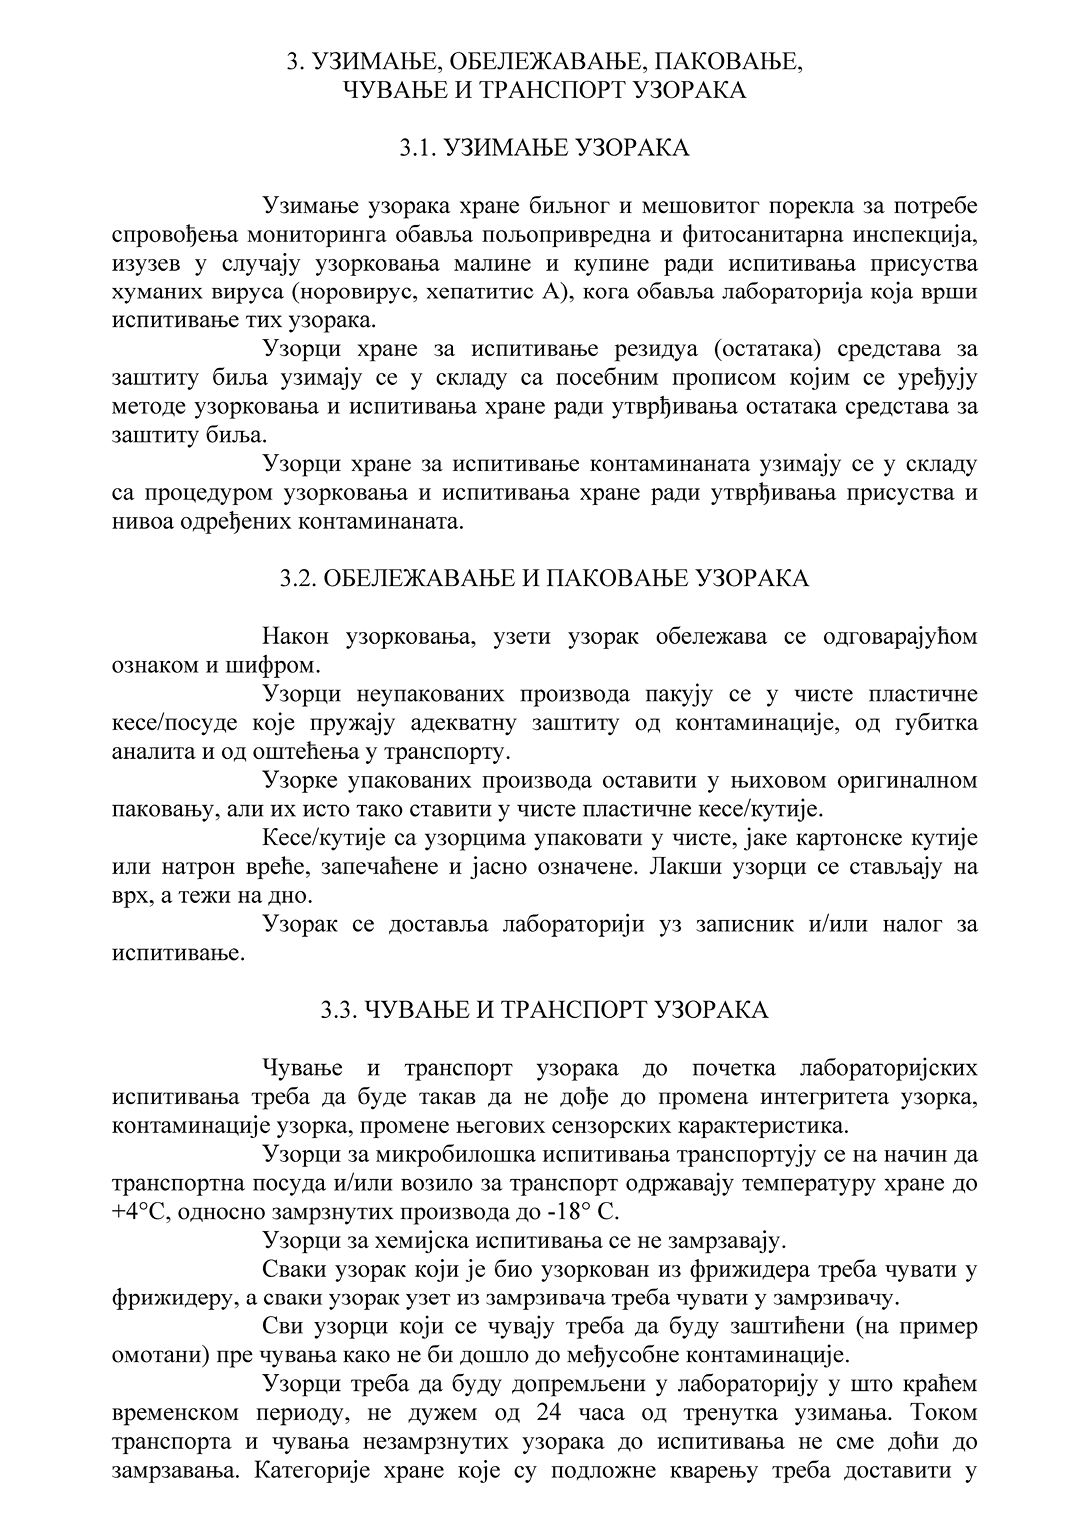 3. УЗИМАЊЕ, ОБЕЛЕЖАВАЊЕ, ПАКОВАЊЕ,
ЧУВАЊЕ И ТРАНСПОРТ УЗОРАКА
3.1. УЗИМАЊЕ УЗОРАКА
Узимање узорака хране биљног и мешовитог порекла за потребе
спровођења мониторинга обавља пољопривредна и фитосанитарна инспекција,
изузев у случају узорковања малине и купине ради испитивања присуства
хуманих вируса (норовирус, хепатитис А), кога обавља лабораторија која врши
испитивање тих узорака.
Узорци хране за испитивање резидуа (остатака) средстава за
заштиту биља узимају се у складу са посебним прописом којим се уређују
методе узорковања и испитивања хране ради утврђивања остатака средстава за
заштиту биља.
Узорци хране за испитивање контаминаната узимају се у складу
са процедуром узорковања и испитивања хране ради утврђивања присуства и
нивоа одређених контаминаната.
3.2. ОБЕЛЕЖАВАЊЕ И ПАКОВАЊЕ УЗОРАКА
Након узорковања, узети узорак обележава се одговарајућом
ознаком и шифром.
Узорци неупакованих производа пакују се у чисте пластичне
кесе/посуде које пружају адекватну заштиту од контаминације, од губитка
аналита и од оштећења у транспорту.
Узорке упакованих производа оставити у њиховом оригиналном
паковању, али их исто тако ставити у чисте пластичне кесе/кутије.
Кесе/кутије са узорцима упаковати у чисте, јаке картонске кутије
или натрон вреће, запечаћене и јасно означене. Лакши узорци се стављају на
врх, а тежи на дно.
Узорак се доставља лабораторији уз записник и/или налог за
испитивање.
3.3. ЧУВАЊЕ И ТРАНСПОРТ УЗОРАКА
Чување и транспорт узорака до почетка лабораторијских
испитивања треба да буде такав да не дође до промена интегритета узорка,
контаминације узорка, промене његових сензорских карактеристика.
Узорци за микробилошка испитивања транспортују се на начин да
транспортна посуда и/или возило за транспорт одржавају температуру хране до
+4°C, односно замрзнутих производа до -18° C.
Узорци за хемијска испитивања се не замрзавају.
Сваки узорак који је био узоркован из фрижидера треба чувати у
фрижидеру, а сваки узорак узет из замрзивача треба чувати у замрзивачу.
Сви узорци који се чувају треба да буду заштићени (на пример
омотани) пре чувања како не би дошло до међусобне контаминације.
Узорци треба да буду допремљени у лабораторију у што краћем
временском периоду, не дужем од 24 часа од тренутка узимања. Током
транспорта и чувања незамрзнутих узорака до испитивања не сме доћи до
замрзавања. Категорије хране које су подложне кварењу треба доставити у